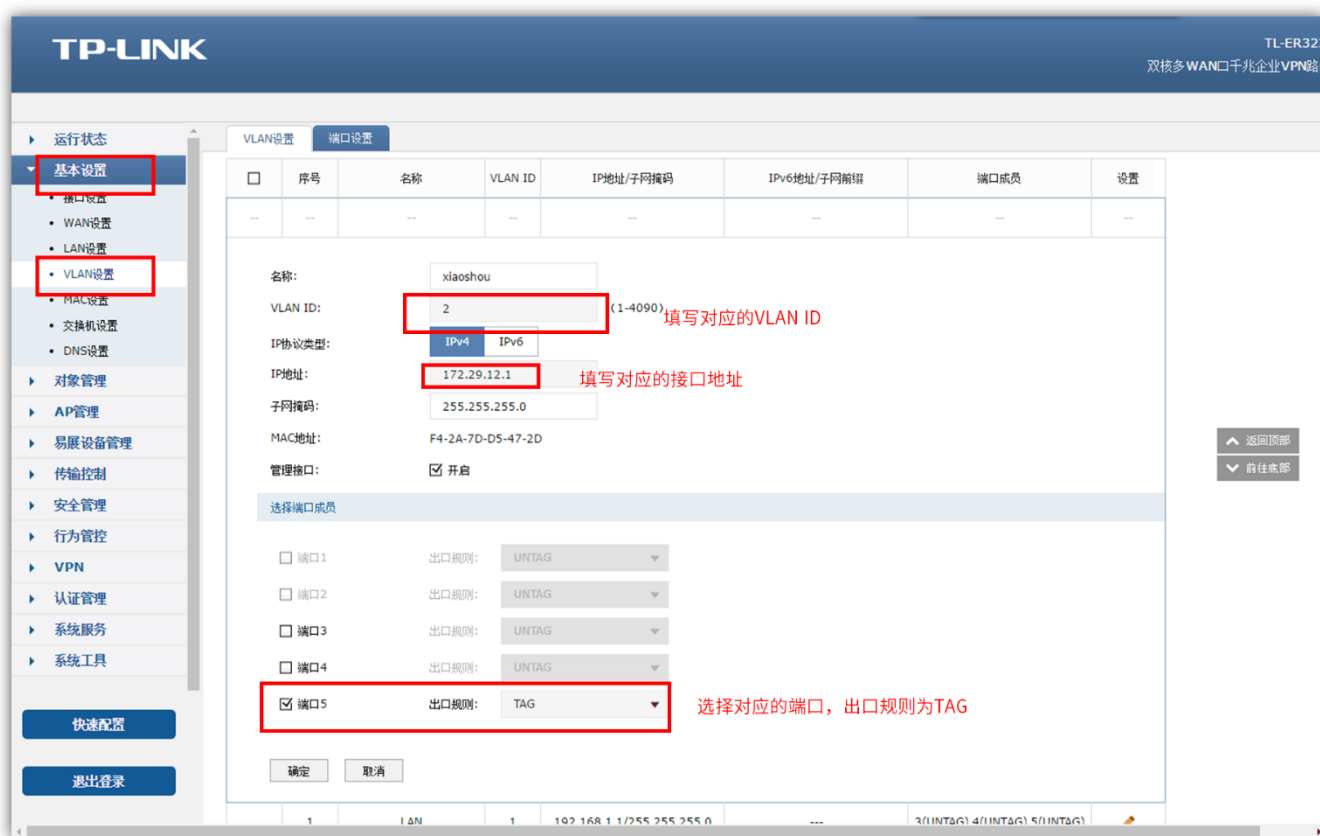 TP-LINK
TL-ER32
双核多WAN口千兆企业VPN路
运行状态
基本设置
接口设置
WAN设置
LAN设置
VLAN设置
MAC设置
交换机设置
DNS设置
对象管理
AP管理
易展设备管理
传输控制
安全管理
行为管控
VPN
认证管理
系统服务
系统工具
快速配置
退出登录
VLAN设置 端口设置
序号 名称 VLAN ID IP地址/子网掩码 IPv6地址/子网前缀 端口成员 设置
-- -- -- -- -- -- -- --
名称: xiaoshou
VLAN ID: 2 (1-4090) 填写对应的VLAN ID
IP协议类型: IPv4 IPv6
IP地址: 172.29.12.1 填写对应的接口地址
子网掩码: 255.255.255.0
MAC地址: F4-2A-7D-D5-47-2D
管理接口: 开启
选择端口成员
端口1 出口规则: UNTAG
端口2 出口规则: UNTAG
端口3 出口规则: UNTAG
端口4 出口规则: UNTAG
端口5 出口规则: TAG 选择对应的端口，出口规则为TAG
确定 取消
1 LAN 1 192.168.1.1/255.255.255.0 --- 3(UNTAG) 4(UNTAG) 5(UNTAG)
返回顶部
前往底部